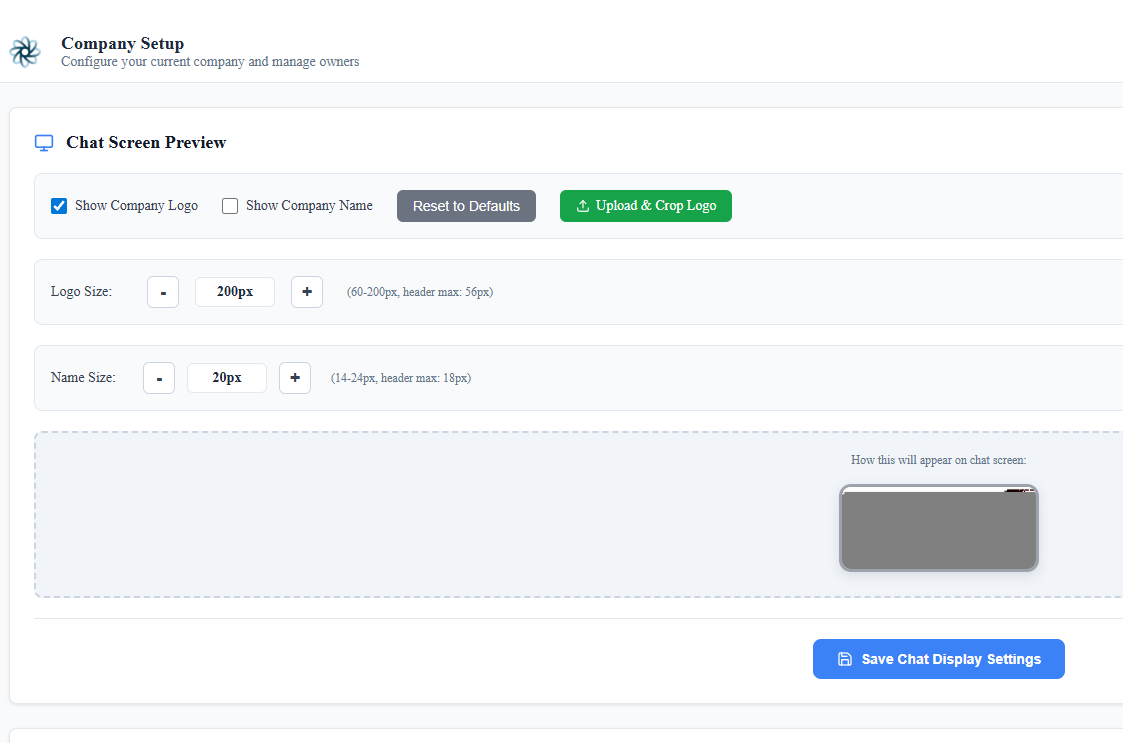 Company Setup
Configure your current company and manage owners
Chat Screen Preview
Show Company Logo
Show Company Name
Reset to Defaults
Upload & Crop Logo
Logo Size:
-
200px
+
(60-200px, header max: 56px)
Name Size:
-
20px
+
(14-24px, header max: 18px)
How this will appear on chat screen:
Save Chat Display Settings